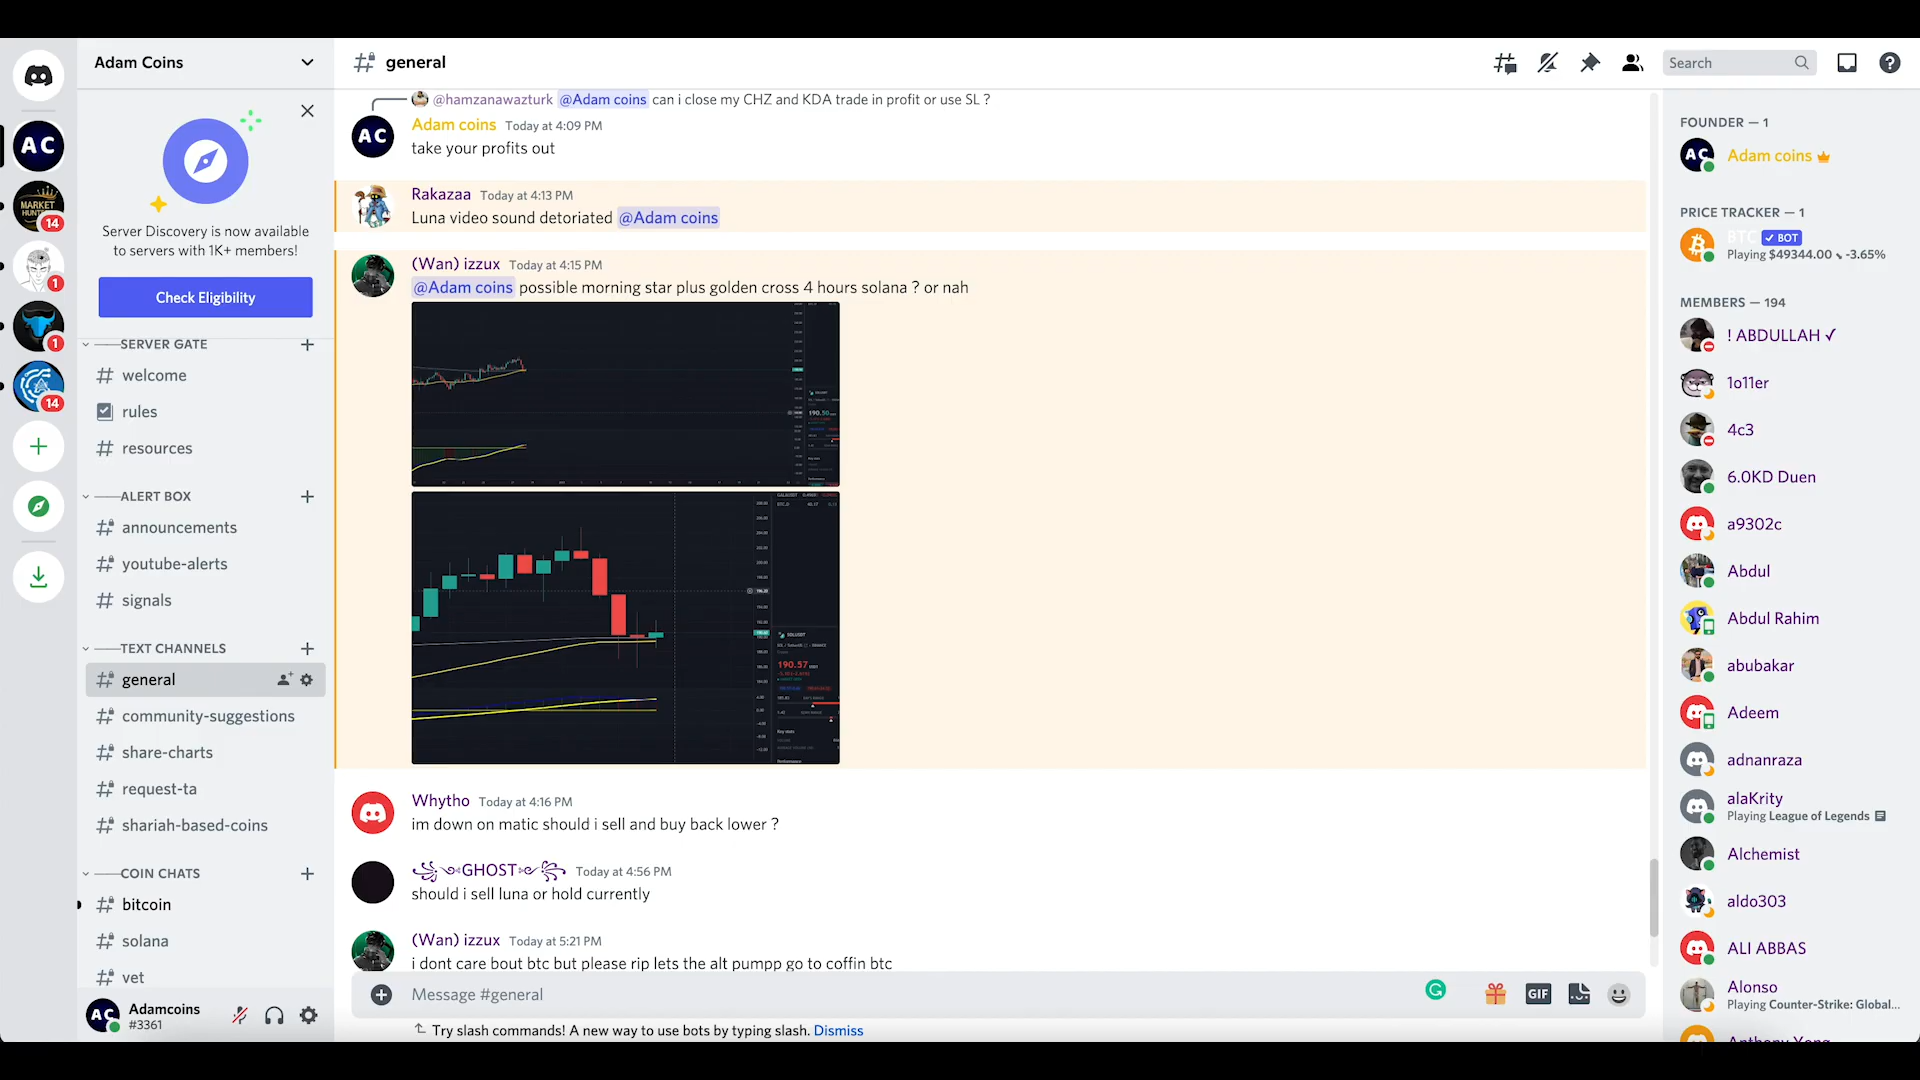 Adam Coins
general
Search
AC
MARKET
14
1
1
14
Server Discovery is now available
to servers with 1K+ members!
Check Eligibility
SERVER GATE
welcome
rules
resources
ALERT BOX
announcements
youtube-alerts
signals
TEXT CHANNELS
general
community-suggestions
share-charts
request-ta
shariah-based-coins
COIN CHATS
bitcoin
solana
vet
Adamcoins
#3361
@hamzanawazturk @Adam coins can i close my CHZ and KDA trade in profit or use SL ?
Adam coins Today at 4:09 PM
take your profits out
Rakazaa Today at 4:13 PM
Luna video sound detoriated @Adam coins
(Wan) izzux Today at 4:15 PM
@Adam coins possible morning star plus golden cross 4 hours solana ? or nah
190.50
SOLUSDT
190.57
Whytho Today at 4:16 PM
im down on matic should i sell and buy back lower ?
GHOST Today at 4:56 PM
should i sell luna or hold currently
(Wan) izzux Today at 5:21 PM
i dont care bout btc but please rip lets the alt pumpp go to coffin btc
Message #general
GIF
Try slash commands! A new way to use bots by typing slash. Dismiss
FOUNDER — 1
Adam coins
PRICE TRACKER — 1
BTC BOT
Playing $49344.00 -3.65%
MEMBERS — 194
! ABDULLAH ✓
1o11er
4c3
6.0KD Duen
a9302c
Abdul
Abdul Rahim
abubakar
Adeem
adnanraza
alaKrity
Playing League of Legends
Alchemist
aldo303
ALI ABBAS
Alonso
Playing Counter-Strike: Global...